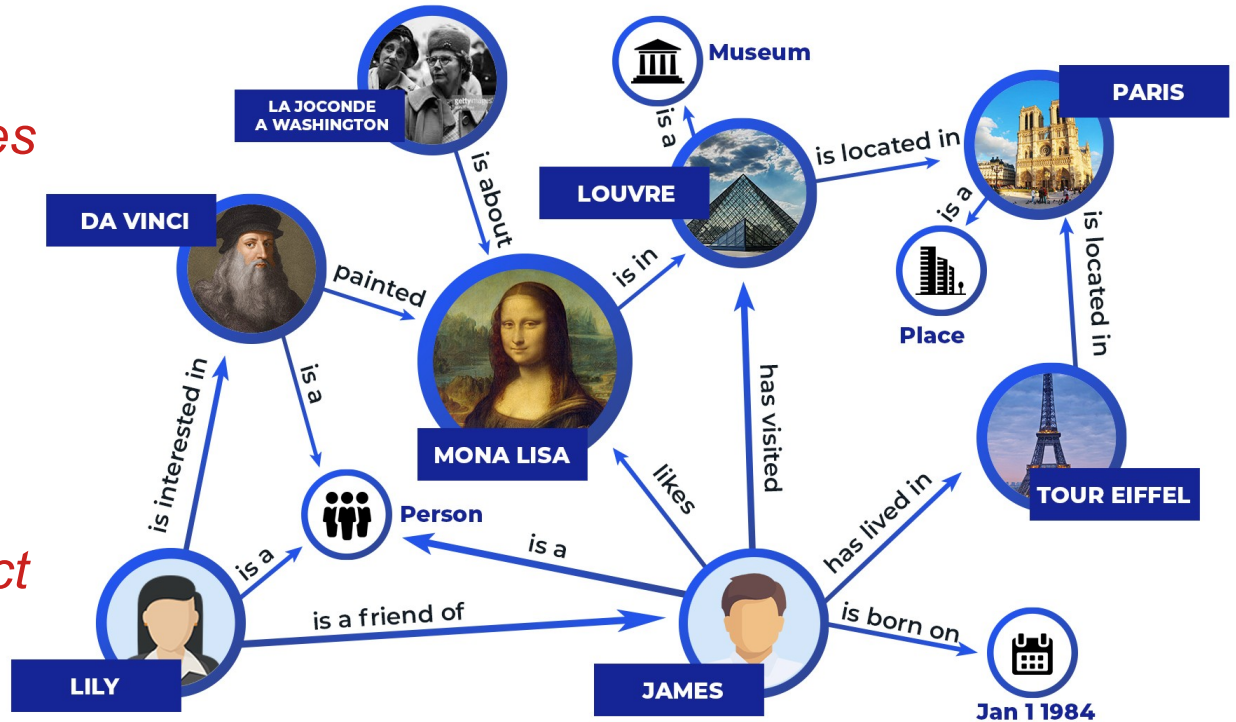 LA JOCONDE
A WASHINGTON
Museum
PARIS
es
is a
is located in
is about
LOUVRE
is a
DA VINCI
painted
is in
is located in
Place
is interested in
is a
MONA LISA
has visited
likes
TOUR EIFFEL
Person
has lived in
is a
is a
ct
is a friend of
is born on
LILY
JAMES
Jan 1 1984